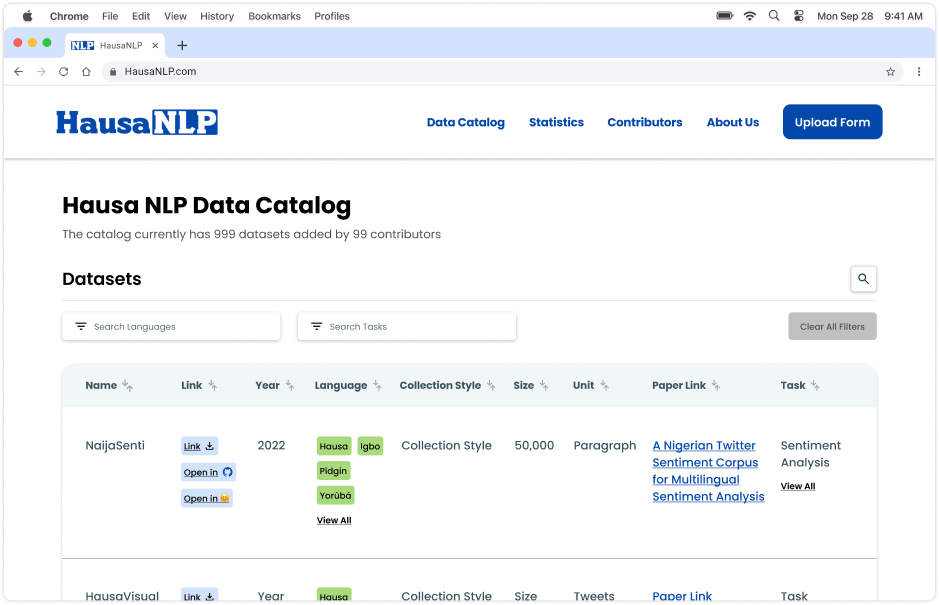 Chrome File Edit View History Bookmarks Profiles Mon Sep 28 9:41 AM
NLP HausaNLP
HausaNLP.com
HausaNLP Data Catalog Statistics Contributors About Us Upload Form
Hausa NLP Data Catalog
The catalog currently has 999 datasets added by 99 contributors
Datasets
Search Languages Search Tasks Clear All Filters
Name Link Year Language Collection Style Size Unit Paper Link Task
NaijaSenti Link 2022 Hausa Igbo Collection Style 50,000 Paragraph A Nigerian Twitter Sentiment
Open in Pidgin Sentiment Corpus Analysis
Open in Yorùbá for Multilingual View All
View All Sentiment Analysis
HausaVisual Link Year Hausa Collection Style Size Tweets Paper Link Task